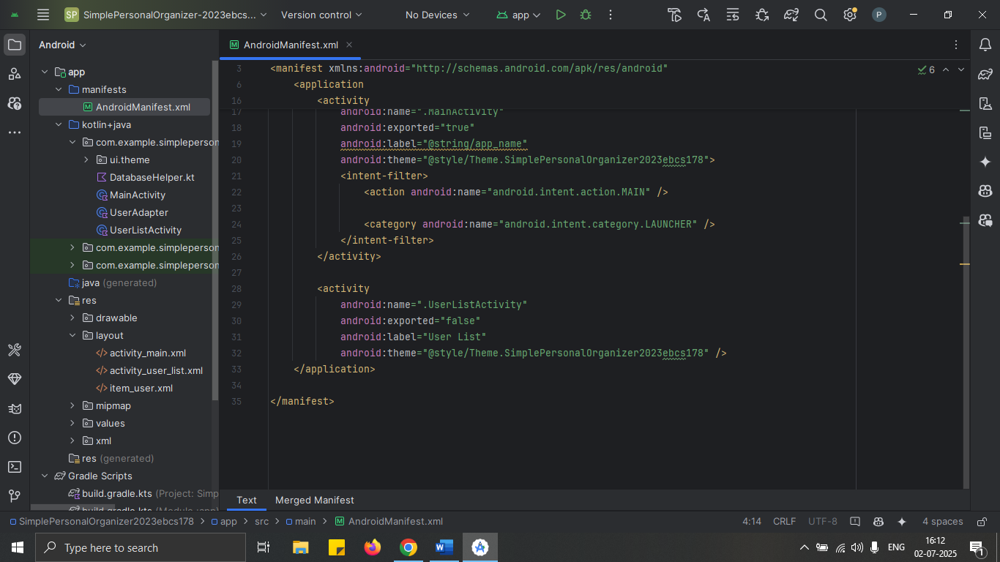 SP SimplePersonalOrganizer-2023ebcs... Version control No Devices app P
Android
AndroidManifest.xml
app
manifests
AndroidManifest.xml
kotlin+java
com.example.simpleperson
ui.theme
DatabaseHelper.kt
MainActivity
UserAdapter
UserListActivity
com.example.simpleperson
com.example.simpleperson
java (generated)
res
drawable
layout
activity_main.xml
activity_user_list.xml
item_user.xml
mipmap
values
xml
res (generated)
Gradle Scripts
build.gradle.kts (Project: Simp
build.gradle.kts (Module :app)
3 <manifest xmlns:android="http://schemas.android.com/apk/res/android"
6
6 <application
16 <activity
17 android:name=".MainActivity"
18 android:exported="true"
19 android:label="@string/app_name"
20 android:theme="@style/Theme.SimplePersonalOrganizer2023ebcs178">
21 <intent-filter>
22 <action android:name="android.intent.action.MAIN" />
23
24 <category android:name="android.intent.category.LAUNCHER" />
25 </intent-filter>
26 </activity>
27
28 <activity
29 android:name=".UserListActivity"
30 android:exported="false"
31 android:label="User List"
32 android:theme="@style/Theme.SimplePersonalOrganizer2023ebcs178" />
33 </application>
34
35 </manifest>
Text Merged Manifest
SimplePersonalOrganizer2023ebcs178 > app > src > main > AndroidManifest.xml 4:14 CRLF UTF-8 4 spaces
Type here to search
ENG
16:12
02-07-2025
1